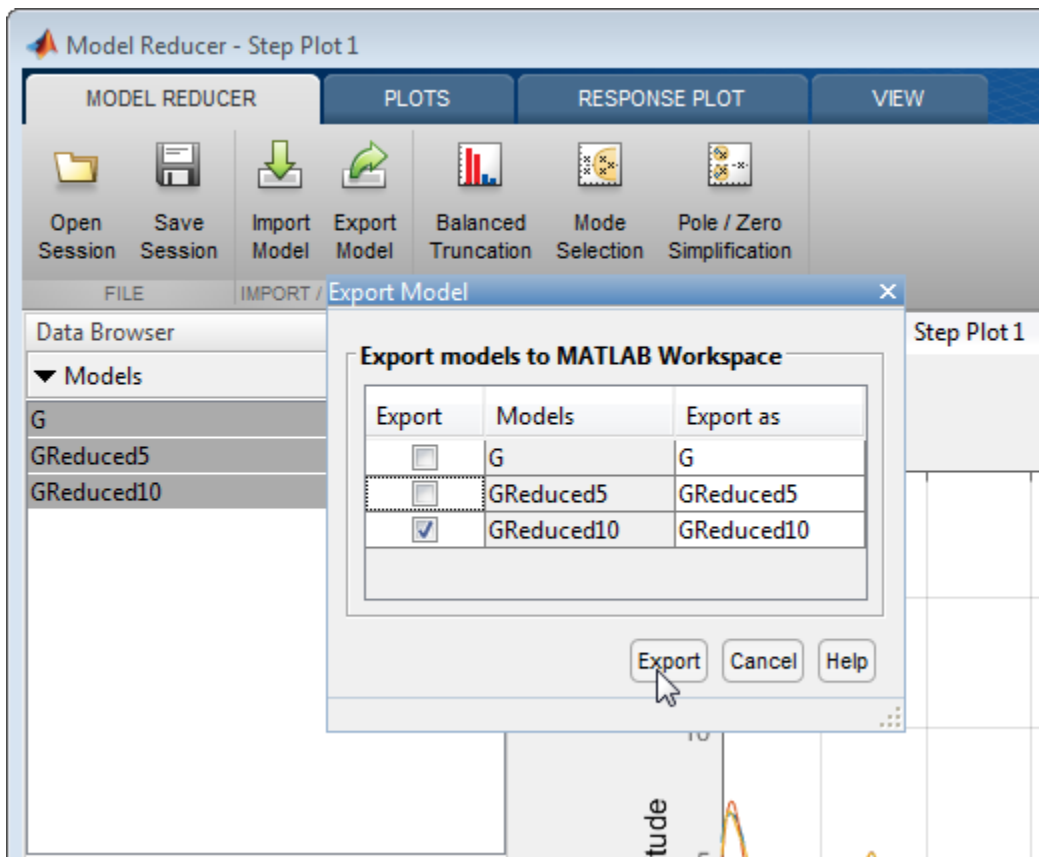 Model Reducer - Step Plot 1
MODEL REDUCER PLOTS RESPONSE PLOT VIEW
Open Session
Save Session
Import Model
Export Model
Balanced Truncation
Mode Selection
Pole / Zero Simplification
FILE IMPORT /
Export Model
Data Browser
Step Plot 1
Models
G
GReduced5
GReduced10
Export models to MATLAB Workspace
Export Models Export as
G G
GReduced5 GReduced5
GReduced10 GReduced10
Export Cancel Help